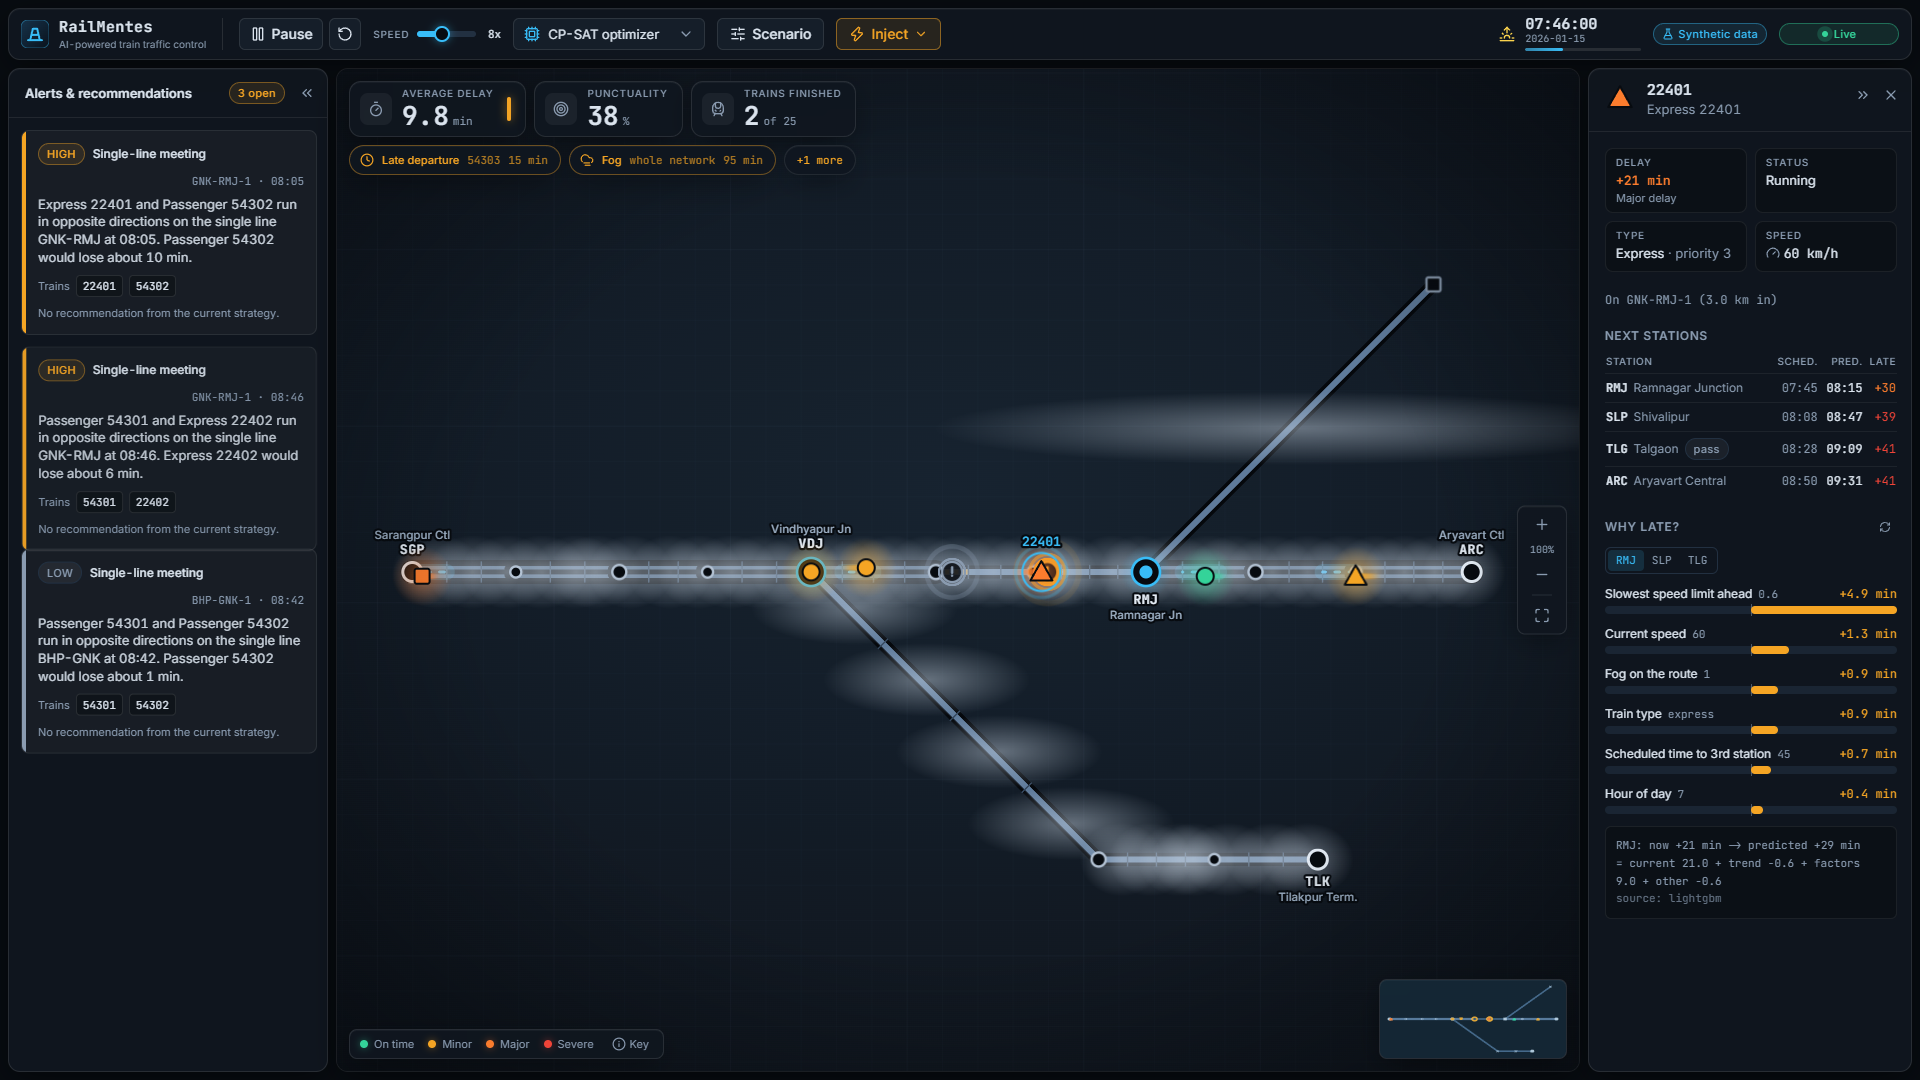 RailMentes
AI-powered train traffic control
Pause
SPEED
8x
CP-SAT optimizer
Scenario
Inject
07:46:00
2026-01-15
Synthetic data
Live
Alerts & recommendations
3 open
HIGH Single-line meeting
GNK-RMJ-1 · 08:05
Express 22401 and Passenger 54302 run
in opposite directions on the single line
GNK-RMJ at 08:05. Passenger 54302
would lose about 10 min.
Trains 22401 54302
No recommendation from the current strategy.
HIGH Single-line meeting
GNK-RMJ-1 · 08:46
Passenger 54301 and Express 22402 run
in opposite directions on the single line
GNK-RMJ at 08:46. Express 22402 would
lose about 6 min.
Trains 54301 22402
No recommendation from the current strategy.
LOW Single-line meeting
BHP-GNK-1 · 08:42
Passenger 54301 and Passenger 54302
run in opposite directions on the single line
BHP-GNK at 08:42. Passenger 54302
would lose about 1 min.
Trains 54301 54302
No recommendation from the current strategy.
AVERAGE DELAY
9.8 min
PUNCTUALITY
38 %
TRAINS FINISHED
2 of 25
Late departure 54303 15 min
Fog whole network 95 min
+1 more
Sarangpur Ctl
SGP
Vindhyapur Jn
VDJ
22401
RMJ
Ramnagar Jn
Aryavart Ctl
ARC
TLK
Tilakpur Term.
100%
On time
Minor
Major
Severe
Key
22401
Express 22401
DELAY
+21 min
Major delay
STATUS
Running
TYPE
Express · priority 3
SPEED
60 km/h
On GNK-RMJ-1 (3.0 km in)
NEXT STATIONS
STATION SCHED. PRED. LATE
RMJ Ramnagar Junction 07:45 08:15 +30
SLP Shivalipur 08:08 08:47 +39
TLG Talgaon pass 08:28 09:09 +41
ARC Aryavart Central 08:50 09:31 +41
WHY LATE?
RMJ SLP TLG
Slowest speed limit ahead 0.6 +4.9 min
Current speed 60 +1.3 min
Fog on the route 1 +0.9 min
Train type express +0.9 min
Scheduled time to 3rd station 45 +0.7 min
Hour of day 7 +0.4 min
RMJ: now +21 min → predicted +29 min
= current 21.0 + trend -0.6 + factors
9.0 + other -0.6
source: lightgbm